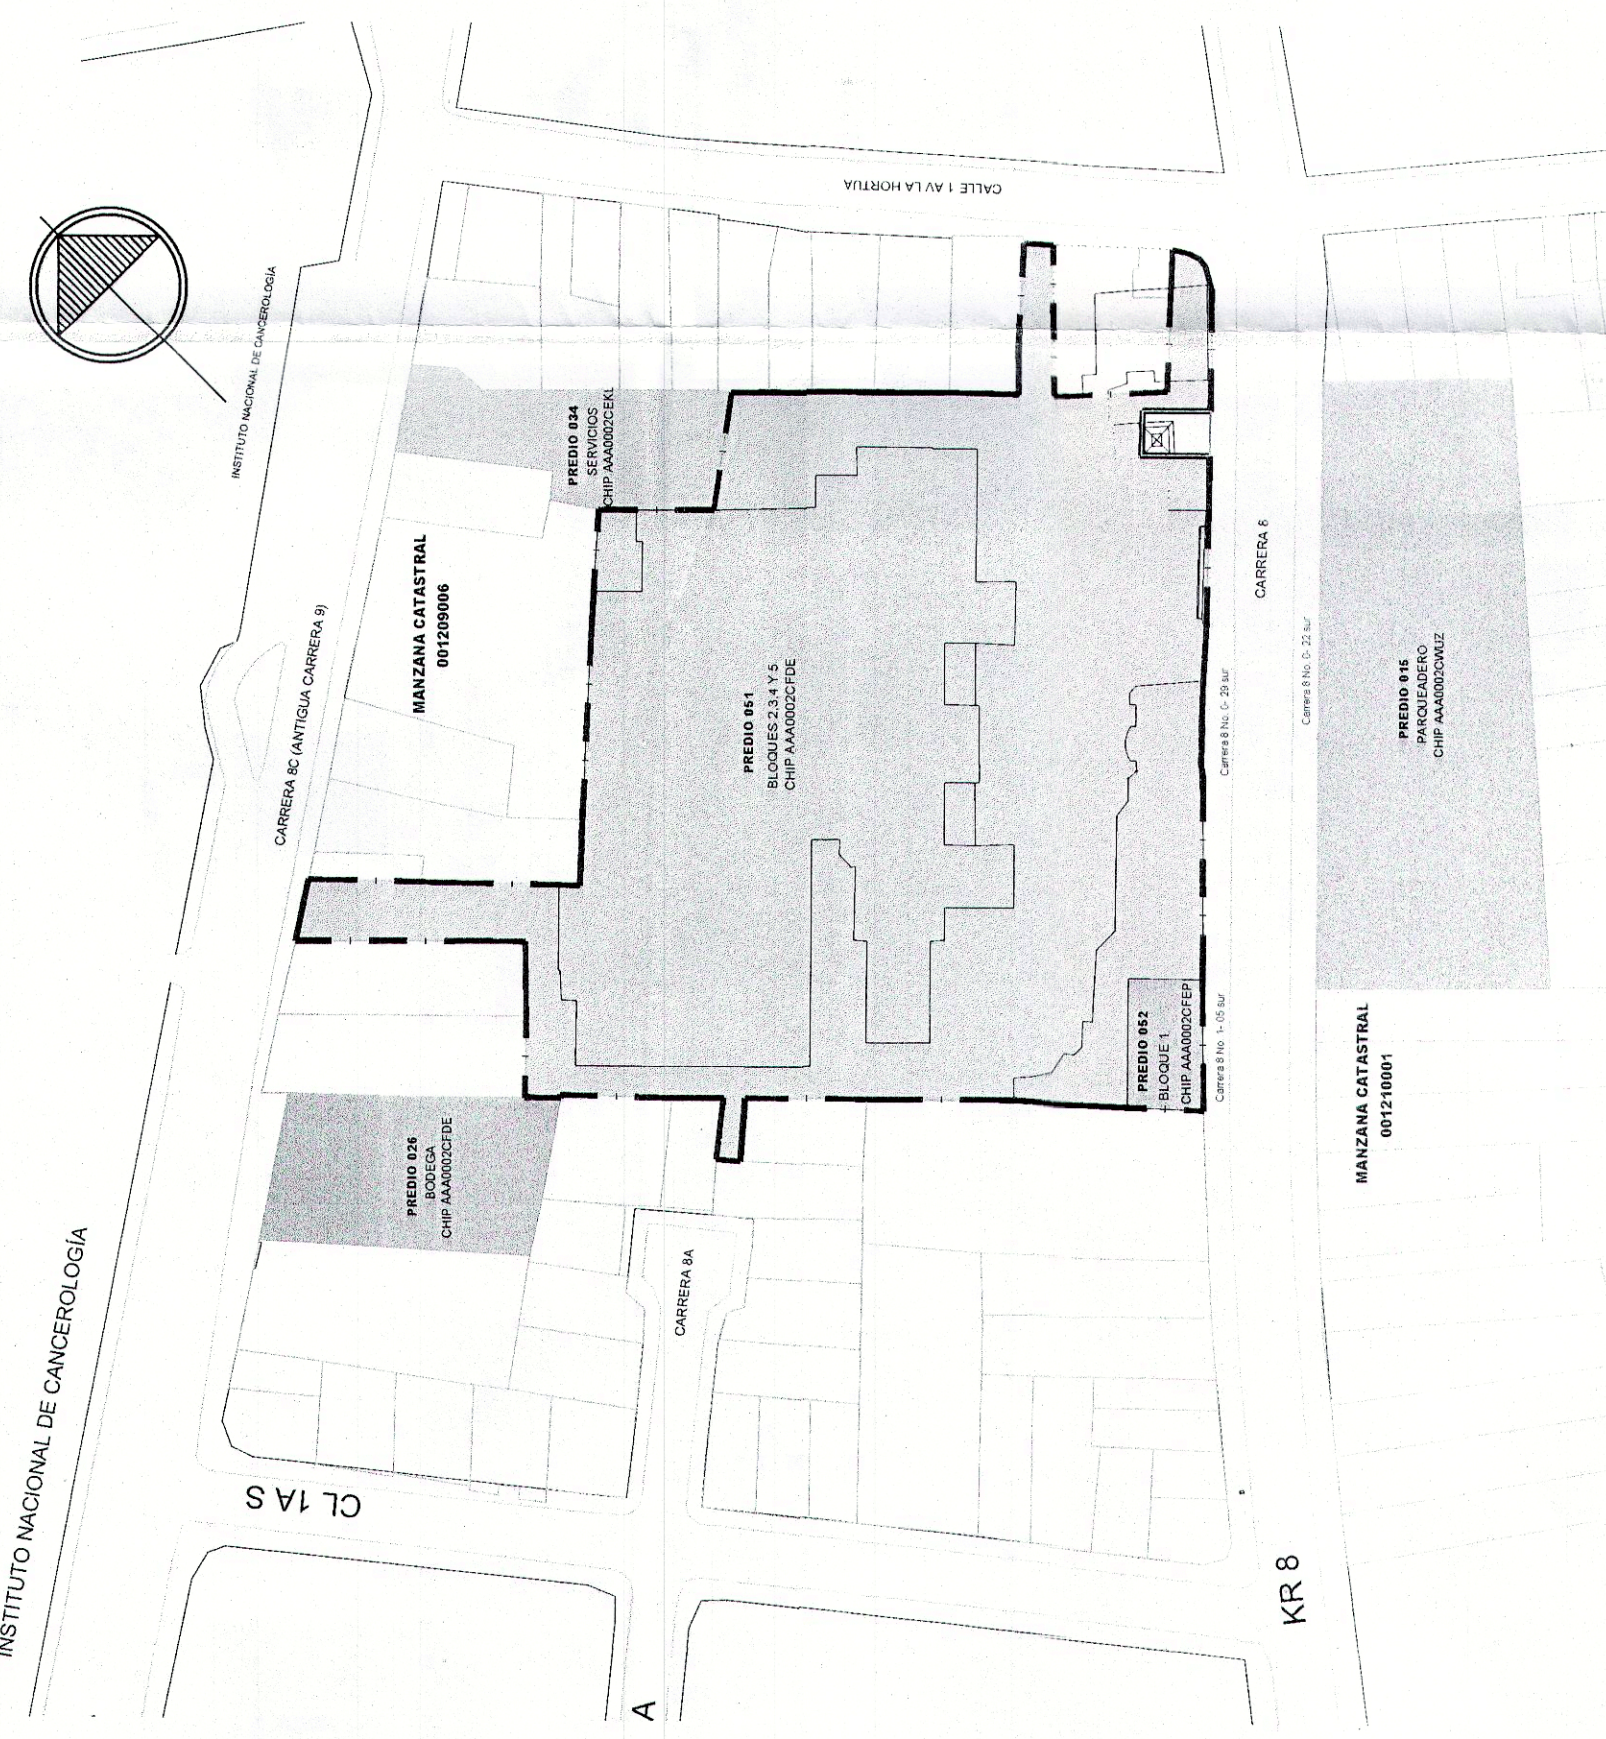 CALLE 1 AV LA HORTUA
INSTITUTO NACIONAL DE CANCEROLOGÍA
PREDIO 034
SERVICIOS
CHIP AAA0002CEKL
MANZANA CATASTRAL
001209006
CARRERA 8C (ANTIGUA CARRERA 9)
PREDIO 051
BLOQUES 2,3,4 Y 5
CHIP AAA0002CFDE
CARRERA 8
Carrera 8 No. 0- 29 sur
Carrera 8 No. 0- 22 sur
PREDIO 015
PARQUEADERO
CHIP AAA0002CWUZ
PREDIO 052
BLOQUE 1
CHIP AAA0002CFEP
Carrera 8 No. 1- 05 sur
MANZANA CATASTRAL
001210001
PREDIO 026
BODEGA
CHIP AAA0002CFDE
CARRERA 8A
INSTITUTO NACIONAL DE CANCEROLOGÍA
CL 1A S
KR 8
A